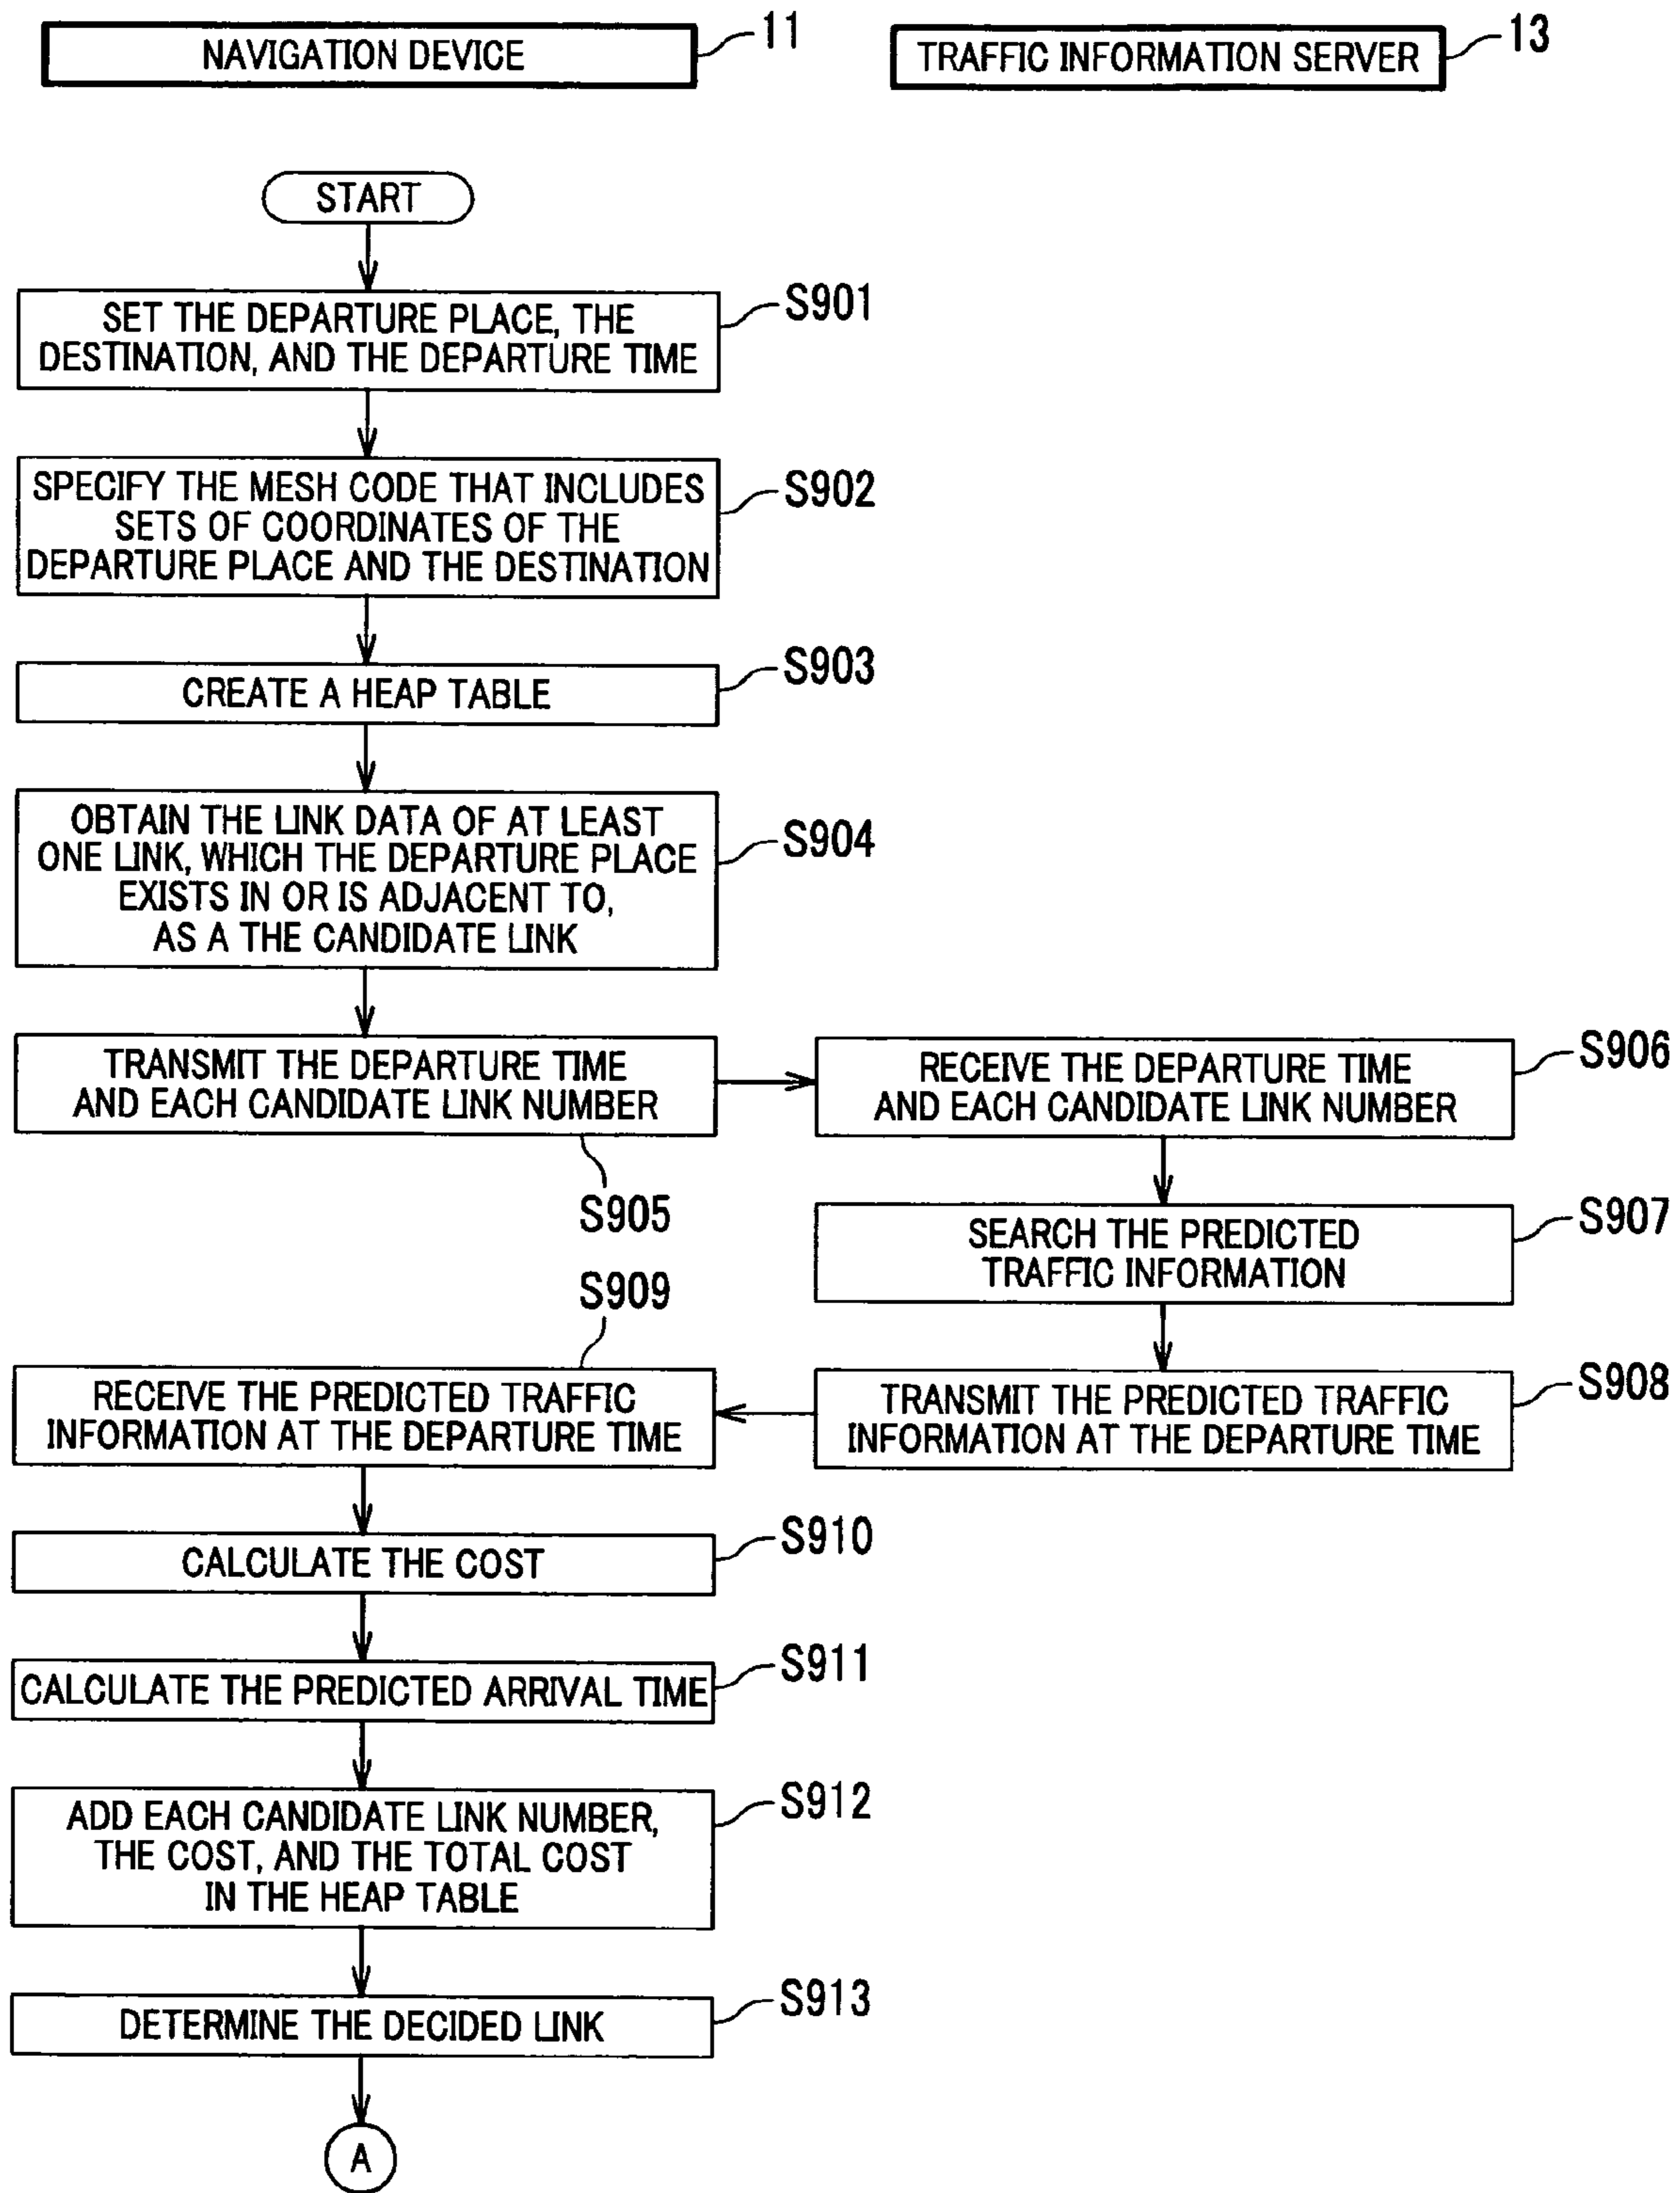 NAVIGATION DEVICE
11
TRAFFIC INFORMATION SERVER
13
START
SET THE DEPARTURE PLACE, THE
DESTINATION, AND THE DEPARTURE TIME
S901
SPECIFY THE MESH CODE THAT INCLUDES
SETS OF COORDINATES OF THE
DEPARTURE PLACE AND THE DESTINATION
S902
CREATE A HEAP TABLE
S903
OBTAIN THE LINK DATA OF AT LEAST
ONE LINK, WHICH THE DEPARTURE PLACE
EXISTS IN OR IS ADJACENT TO,
AS A THE CANDIDATE LINK
S904
TRANSMIT THE DEPARTURE TIME
AND EACH CANDIDATE LINK NUMBER
S905
RECEIVE THE DEPARTURE TIME
AND EACH CANDIDATE LINK NUMBER
S906
SEARCH THE PREDICTED
TRAFFIC INFORMATION
S907
TRANSMIT THE PREDICTED TRAFFIC
INFORMATION AT THE DEPARTURE TIME
S908
S909
RECEIVE THE PREDICTED TRAFFIC
INFORMATION AT THE DEPARTURE TIME
CALCULATE THE COST
S910
CALCULATE THE PREDICTED ARRIVAL TIME
S911
ADD EACH CANDIDATE LINK NUMBER,
THE COST, AND THE TOTAL COST
IN THE HEAP TABLE
S912
DETERMINE THE DECIDED LINK
S913
A